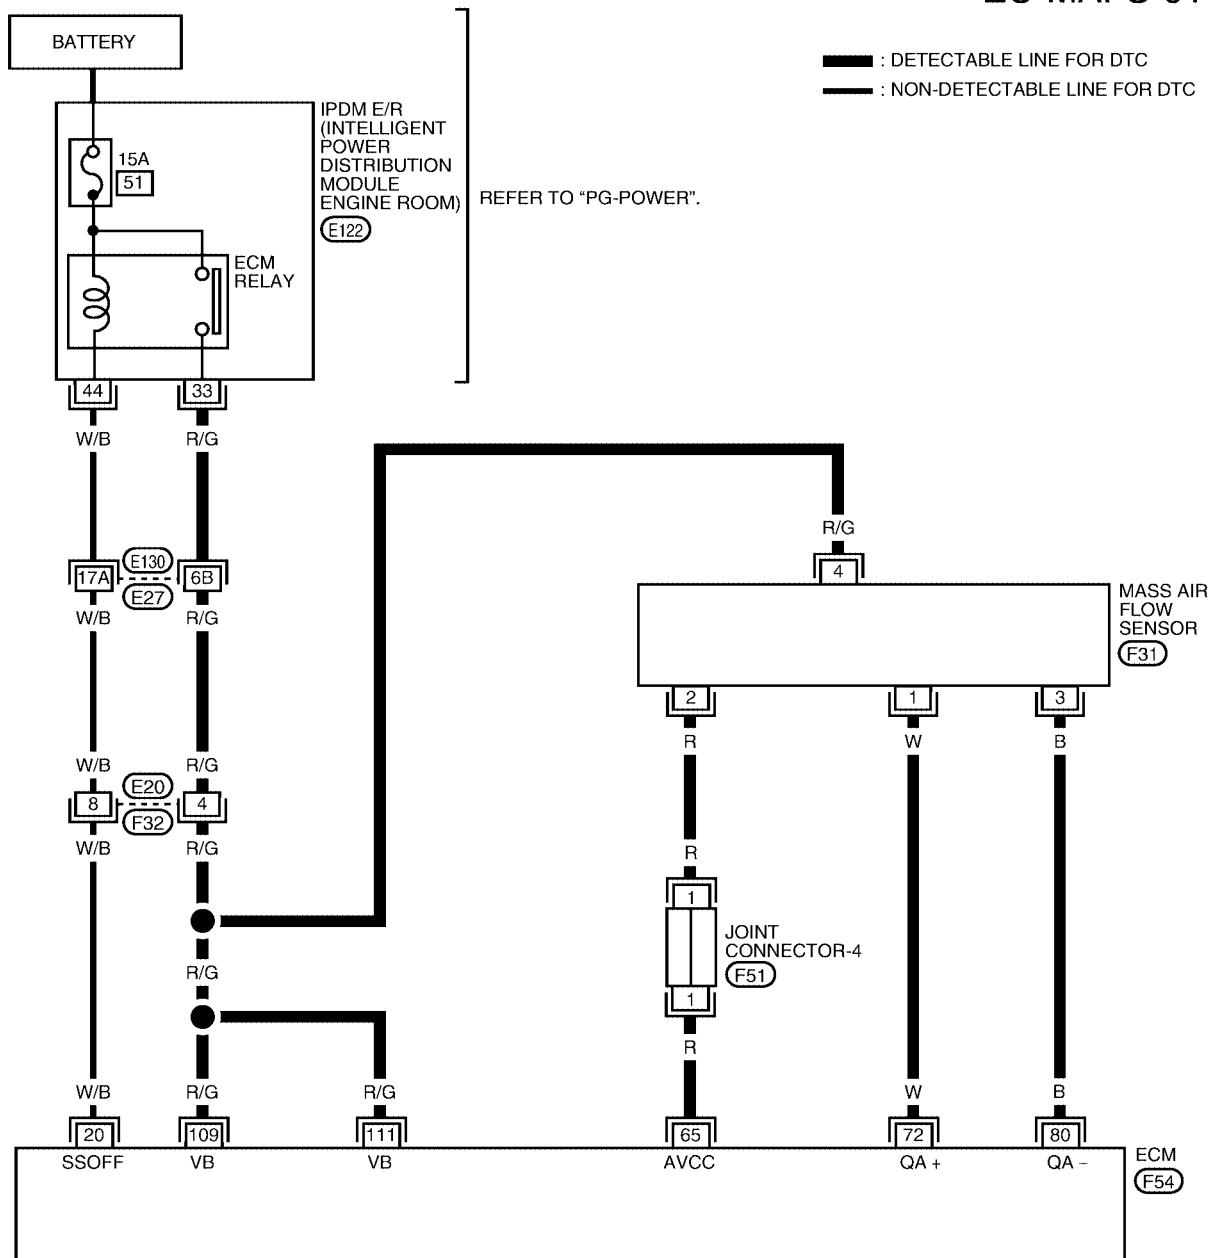 BATTERY
: DETECTABLE LINE FOR DTC
: NON-DETECTABLE LINE FOR DTC
IPDM E/R
(INTELLIGENT
POWER
DISTRIBUTION
MODULE
ENGINE ROOM)
E122
REFER TO “PG-POWER”.
15A
51
ECM
RELAY
44 33
W/B R/G
R/G
4
E130
17A 6B
E27
W/B R/G
MASS AIR
FLOW
SENSOR
F31
2 1 3
R W B
W/B R/G
E20
8 4
F32
W/B R/G
R
1
JOINT
CONNECTOR-4
F51
1
R/G
R
W/B R/G R/G W B
20 109 111 65 72 80
SSOFF VB VB AVCC QA + QA –
ECM
F54